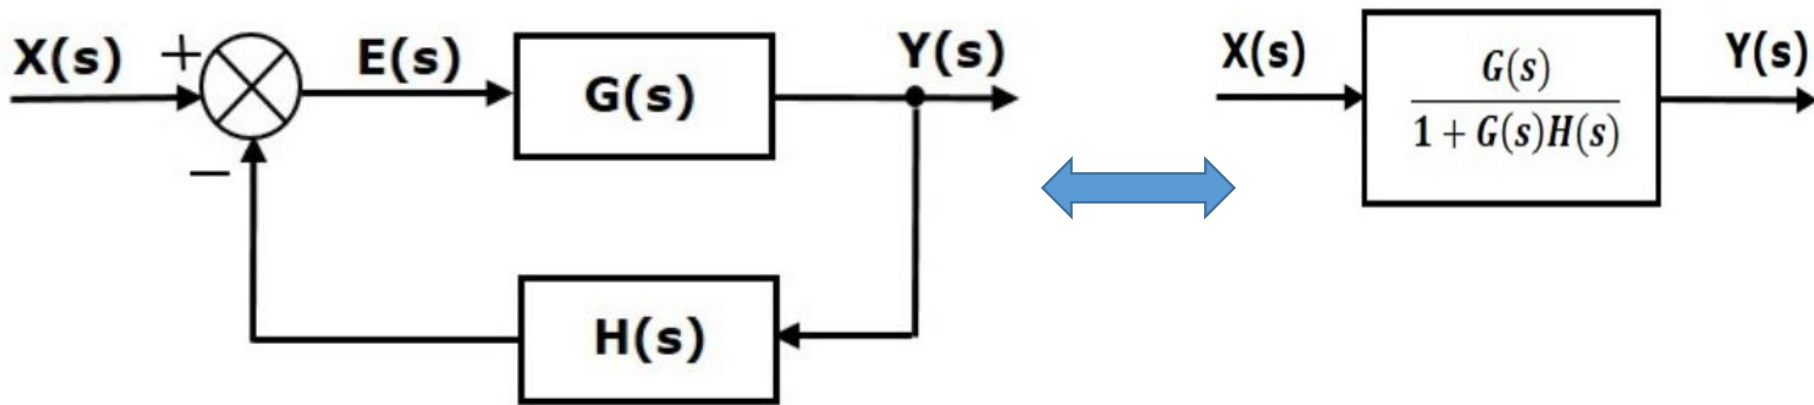 X(s) + E(s) G(s) Y(s)
−
H(s)
X(s) G(s) Y(s)
1 + G(s)H(s)